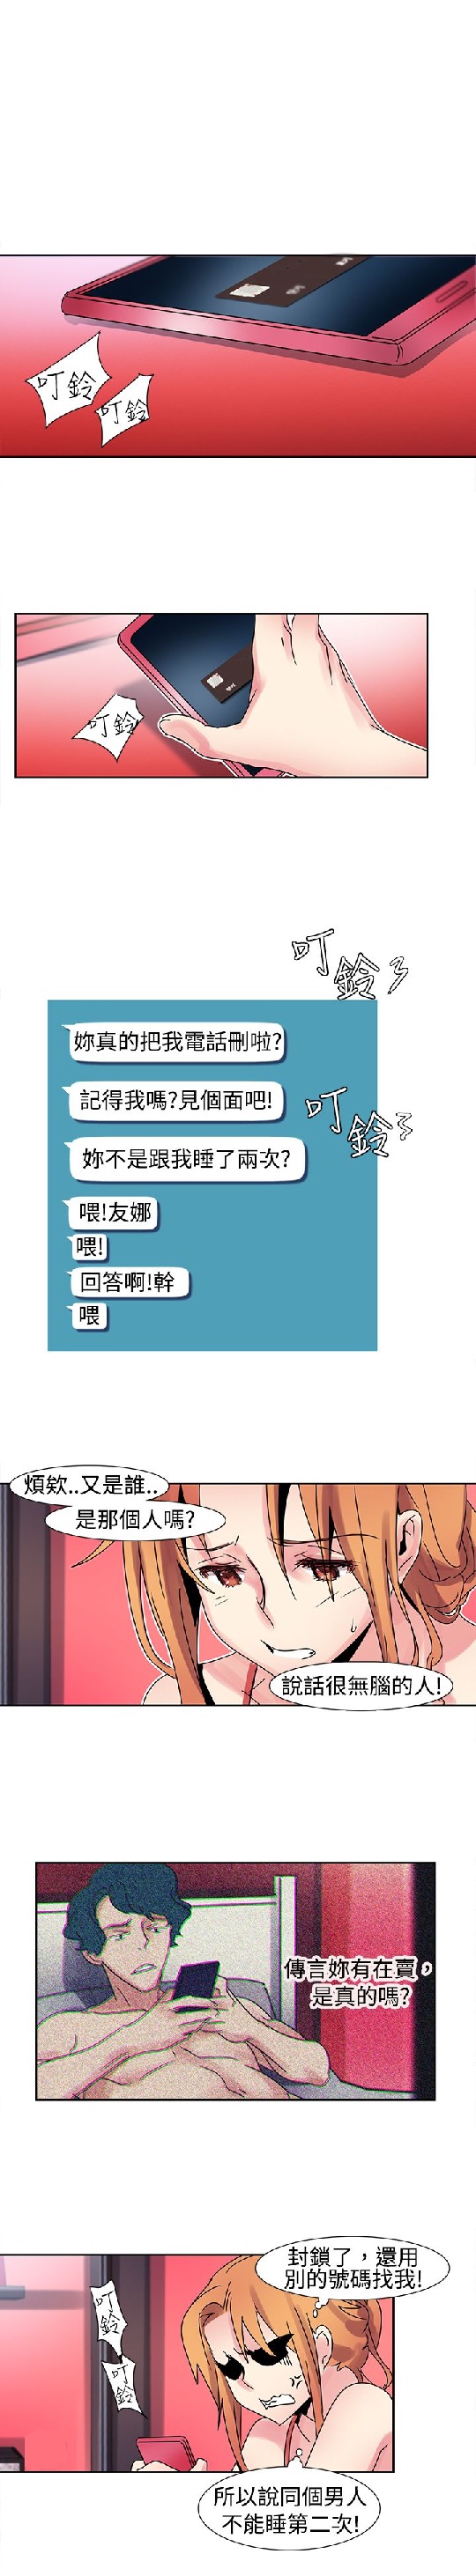 叮鈴
叮鈴
叮鈴
叮鈴
妳真的把我電話刪啦?
記得我嗎?見個面吧!
叮鈴
妳不是跟我睡了兩次?
喂!友娜
喂!
回答啊!幹
喂
煩欸..又是誰..
是那個人嗎?
說話很無腦的人!
傳言妳有在賣，
是真的嗎?
封鎖了，還用
別的號碼找我!
叮鈴
叮鈴
所以說同個男人
不能睡第二次!